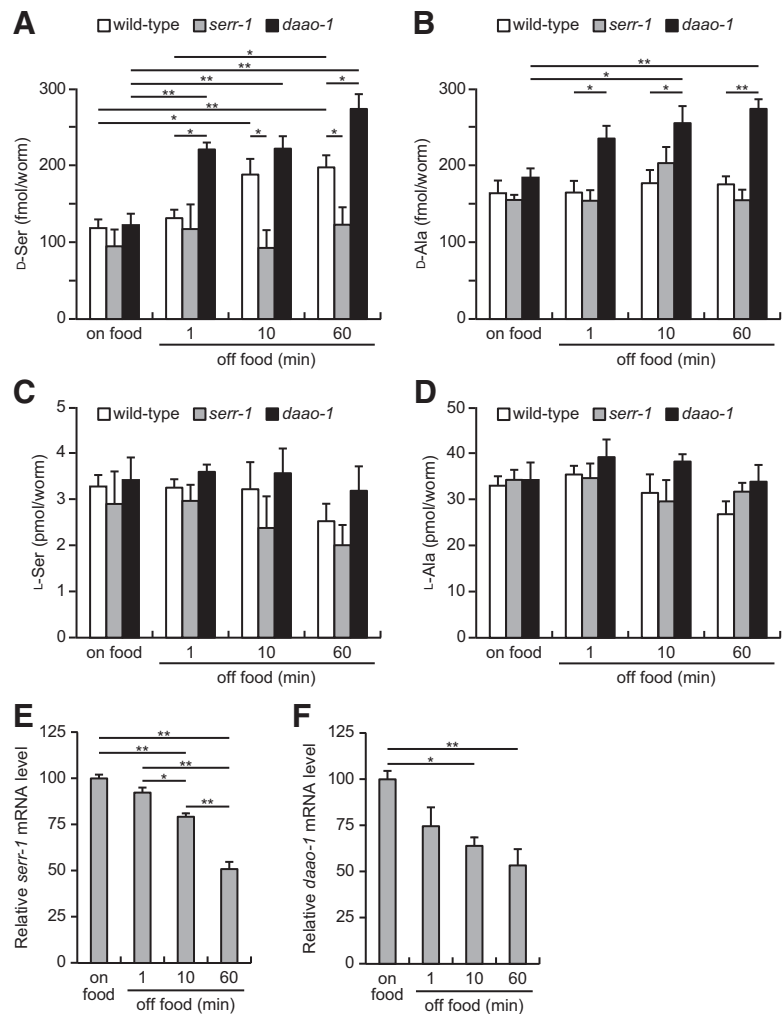 A
wild-type serr-1 daao-1
D-Ser (fmol/worm)
300
200
100
0
* ** ** * ** ** ** * * * *
on food 1 10 60
off food (min)
B
wild-type serr-1 daao-1
D-Ala (fmol/worm)
300
200
100
0
** * * * **
on food 1 10 60
off food (min)
C
wild-type serr-1 daao-1
L-Ser (pmol/worm)
5
4
3
2
1
0
on food 1 10 60
off food (min)
D
wild-type serr-1 daao-1
L-Ala (pmol/worm)
50
40
30
20
10
0
on food 1 10 60
off food (min)
E
Relative serr-1 mRNA level
125
100
75
50
25
0
**
**
**
*
**
on food 1 10 60
off food (min)
F
Relative daao-1 mRNA level
125
100
75
50
25
0
**
*
on food 1 10 60
off food (min)